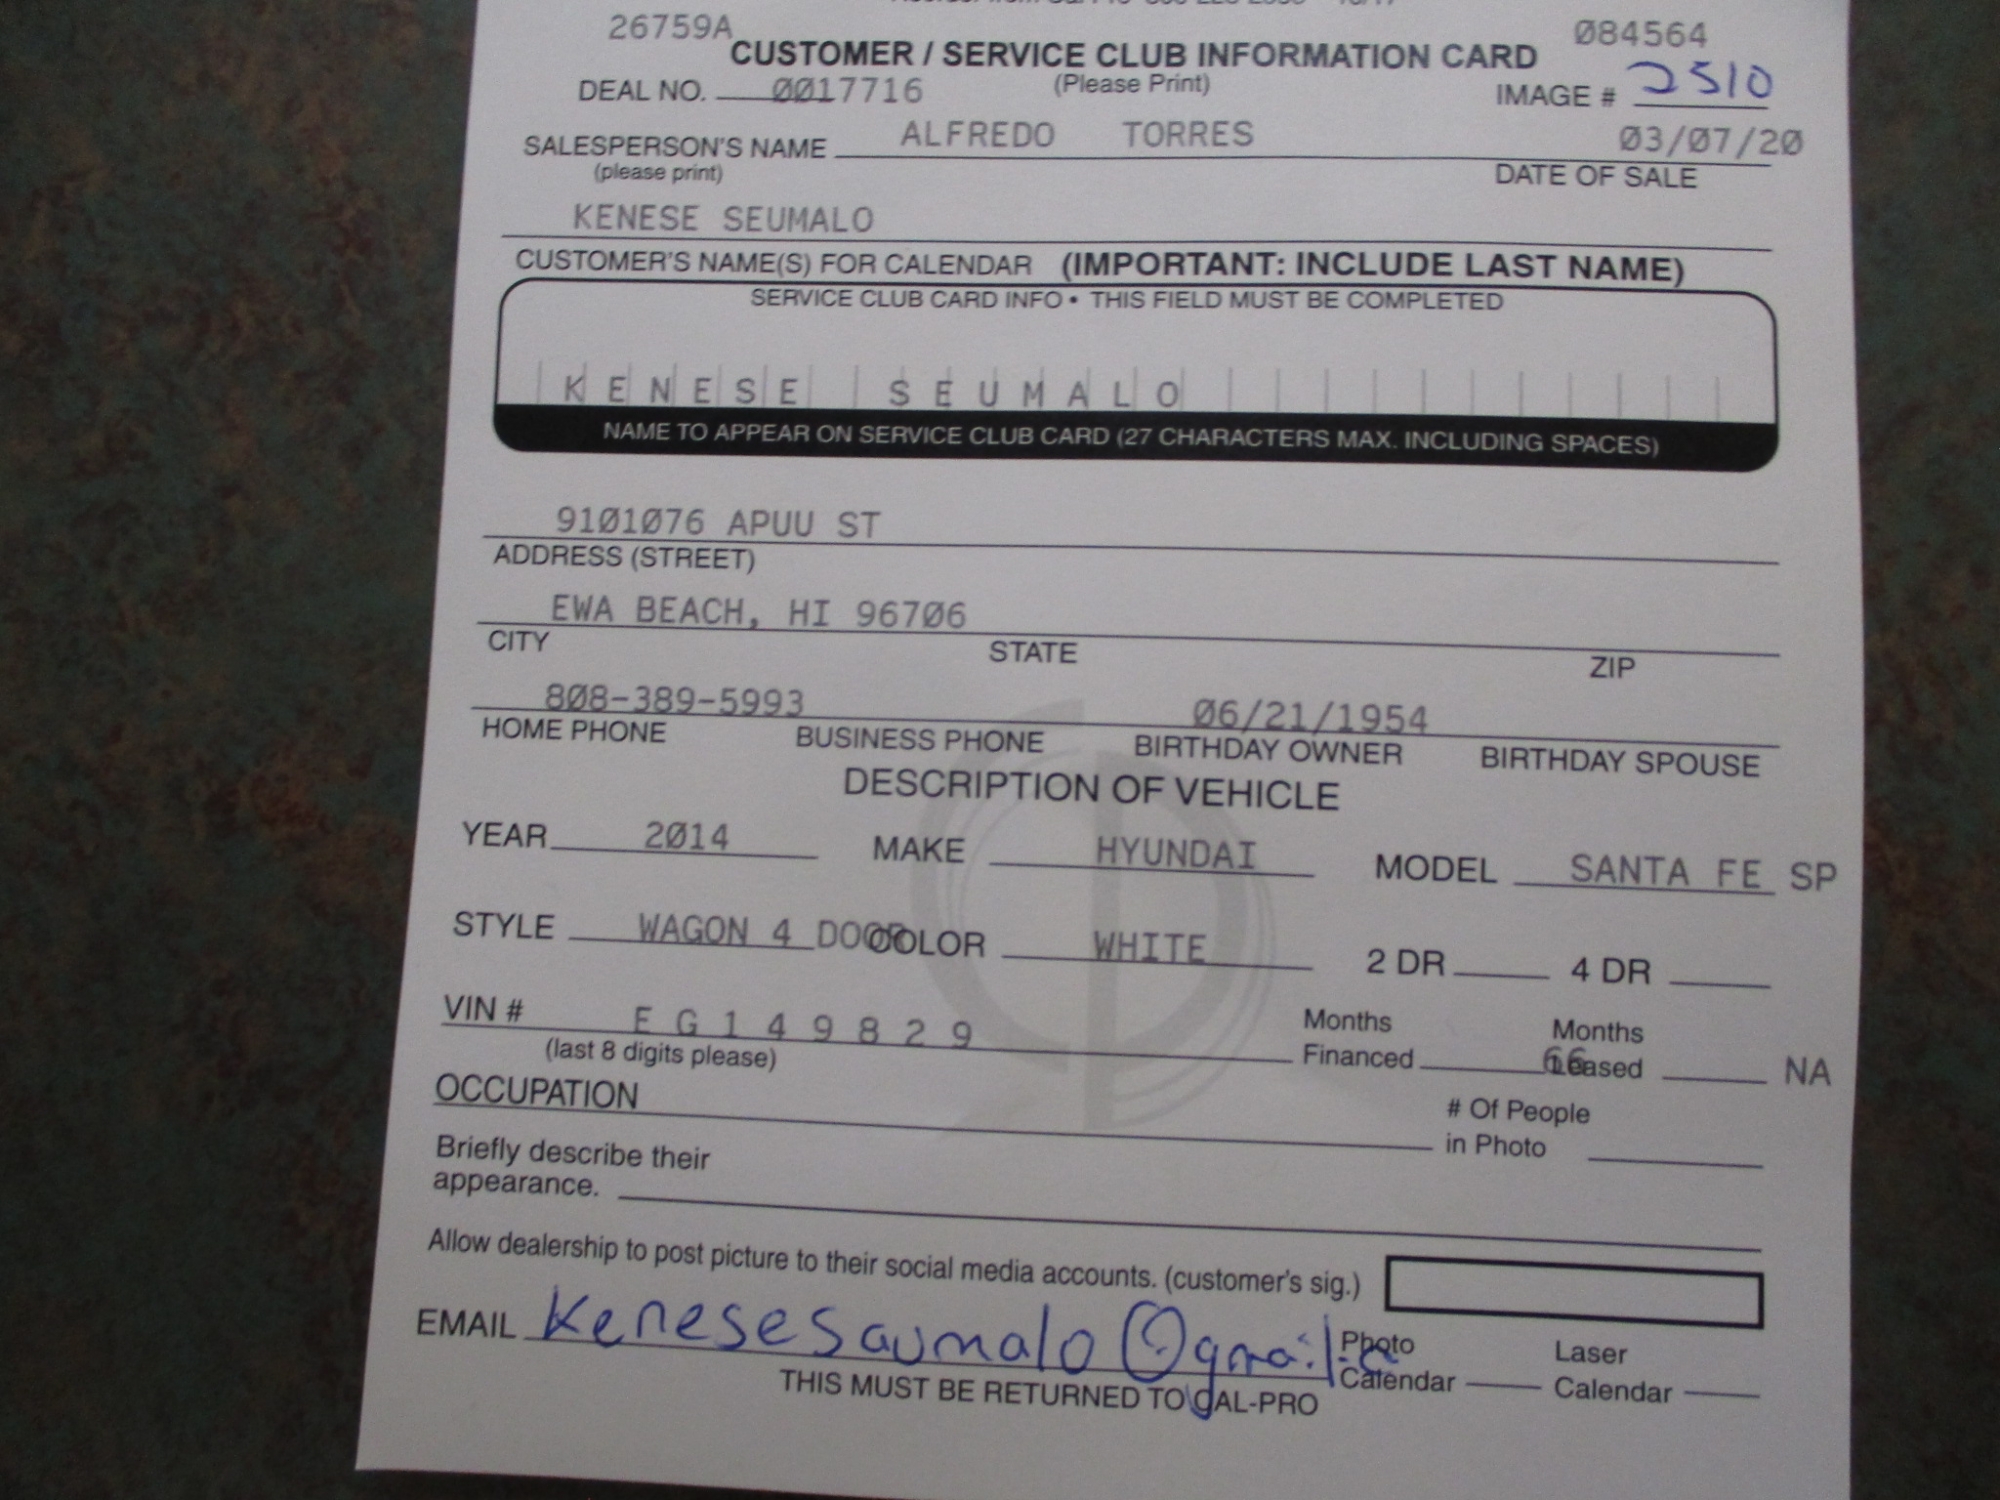 26759A 084564
CUSTOMER / SERVICE CLUB INFORMATION CARD
(Please Print)
DEAL NO. 0017716 IMAGE # 2510
SALESPERSON'S NAME ALFREDO TORRES 03/07/20
(please print) DATE OF SALE
KENESE SEUMALO
CUSTOMER'S NAME(S) FOR CALENDAR (IMPORTANT: INCLUDE LAST NAME)
SERVICE CLUB CARD INFO • THIS FIELD MUST BE COMPLETED
KENESE SEUMALO
NAME TO APPEAR ON SERVICE CLUB CARD (27 CHARACTERS MAX. INCLUDING SPACES)
9101076 APUU ST
ADDRESS (STREET)
EWA BEACH, HI 96706
CITY STATE ZIP
808-389-5993 06/21/1954
HOME PHONE BUSINESS PHONE BIRTHDAY OWNER BIRTHDAY SPOUSE
DESCRIPTION OF VEHICLE
YEAR 2014 MAKE HYUNDAI MODEL SANTA FE SP
STYLE WAGON 4 DOOR COLOR WHITE 2 DR 4 DR
VIN # EG149829 Months Financed 66 Months Leased NA
(last 8 digits please)
OCCUPATION # Of People in Photo
Briefly describe their
appearance.
Allow dealership to post picture to their social media accounts. (customer's sig.)
EMAIL KeneseSaumalo@gmail.c Photo Calendar Laser Calendar
THIS MUST BE RETURNED TO CAL-PRO